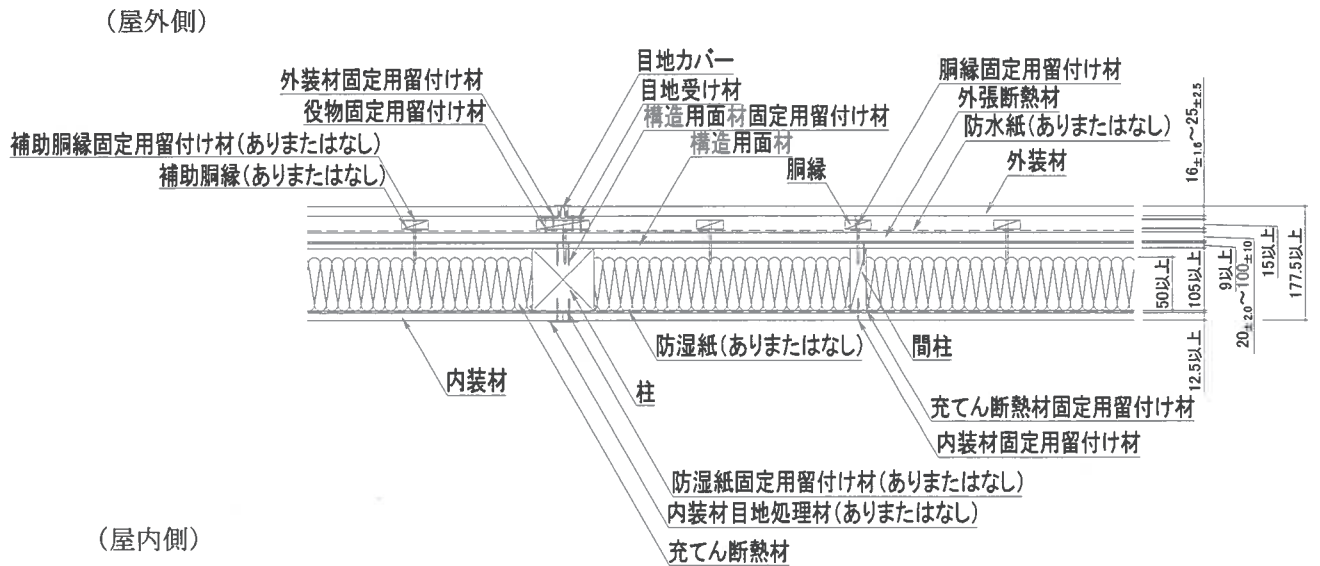 （屋外側）
目地カバー
外装材固定用留付け材
目地受け材
役物固定用留付け材
構造用面材固定用留付け材
補助胴縁固定用留付け材（ありまたはなし）
構造用面材
補助胴縁（ありまたはなし）
胴縁
胴縁固定用留付け材
外張断熱材
防水紙（ありまたはなし）
外装材
16±1.6～25±2.5
15以上
177.5以上
9以上
20±2.0～100±10
105以上
50以上
12.5以上
防湿紙（ありまたはなし）
間柱
内装材
柱
充てん断熱材固定用留付け材
内装材固定用留付け材
防湿紙固定用留付け材（ありまたはなし）
内装材目地処理材（ありまたはなし）
充てん断熱材
（屋内側）